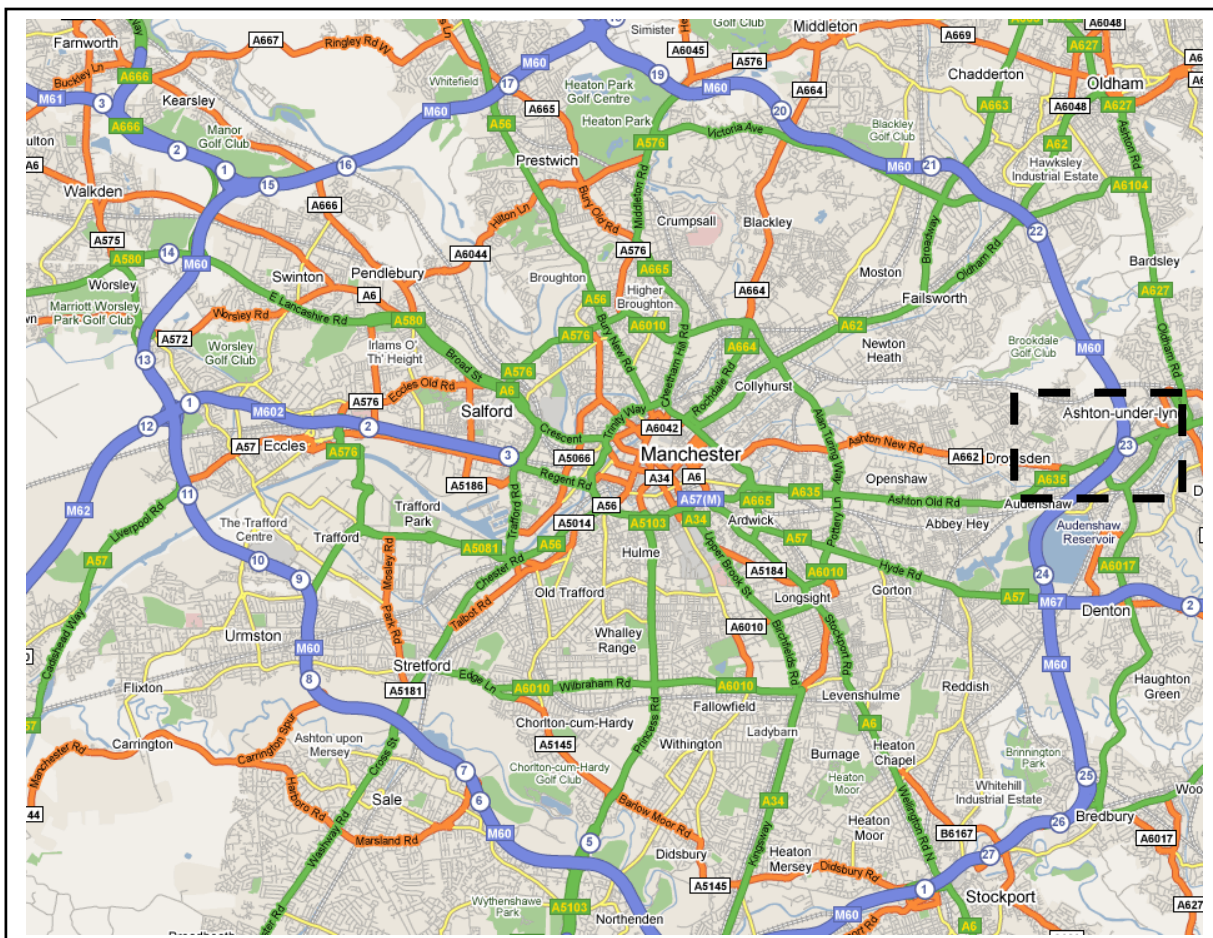 Simister
Golf Club
Middleton
A6048
Farnworth
A667
Ringley Rd W
A6045
A669
A627
Buckley Ln
A666
Whitefield
17
M60
19
Heaton Park
Golf Centre
A576
M60
Chadderton
Oldham
M61
3
Kearsley
M60
A665
A664
20
A663
A6048
A627
A666
Manor
Golf Club
A56
Heaton Park
Victoria Ave
Blackley
Golf Club
Ashton Rd
2
A6
1
15
16
Prestwich
A576
M60
21
A62
Hawksley
Industrial Estate
Walkden
A666
Hilton Ln
Bury Old Rd
Middleton Rd
Crumpsall
Blackley
A6104
A575
14
A580
M60
A6044
A576
Broadway
Oldham Rd
22
Worsley
Swinton
Pendlebury
Broughton
A665
Moston
Bardsley
Marriott Worsley
Park Golf Club
E Lancashire Rd
A6
A56
Higher
Broughton
A664
Failsworth
A627
Worsley Rd
A580
Bury New Rd
A6010
A62
Oldham Rd
A572
Worsley
Golf Club
Irlams O'
Th' Height
A576
Cheetham Hill Rd
A664
Newton
Heath
Brookdale
Golf Club
M60
13
Broad St
A576
Rochdale Rd
Collyhurst
1
A576
Eccles Old Rd
A6
Salford
Trinity Way
Alan Turing Way
Ashton-under-lyn
12
M602
2
Crescent
A6042
Ashton New Rd
23
A57
Eccles
A576
3
A5066
Manchester
A662
Droylsden
11
A5186
Regent Rd
A34
A6
Openshaw
A635
M62
Liverpool Rd
Trafford
Park
Trafford Rd
A56
A57(M)
A665
A635
Ashton Old Rd
Audenshaw
The Trafford
Centre
Trafford
A5014
A5103
A34
Ardwick
Pottery Ln
Abbey Hey
Audenshaw
Reservoir
A57
10
9
Mosley Rd
A5081
A56
Chester Rd
Hulme
A57
A5184
A6010
Hyde Rd
24
A6017
Cadishead Way
Talbot Rd
Old Trafford
Upper Brook St
Longsight
Gorton
A57
M67
Denton
2
Urmston
M60
Park Rd
Whalley
Range
A6010
Birchfields Rd
Stockport Rd
M60
Stretford
Edge Ln
8
A5181
A6010
Wilbraham Rd
A6010
Levenshulme
Reddish
Haughton
Green
Flixton
Fallowfield
Carrington
Carrington Spur
Ashton upon
Mersey
Cross St
Chorlton-cum-Hardy
Princess Rd
Ladybarn
A6
Manchester Rd
A5145
Withington
Burnage
Heaton
Chapel
Brinnington
Park
7
Chorlton-cum-Hardy
Golf Club
Heaton
Moor
Whitehill
Industrial Estate
25
Harboro Rd
Sale
6
Barlow Moor Rd
A34
Wellington Rd N
26
Bredbury
Marsland Rd
M60
Heaton
Moor
B6167
A6017
Washway Rd
5
Didsbury
Kingsway
Heaton
Mersey
Didsbury Rd
27
A5145
1
Stockport
Wythenshawe
Park
A5103
Northenden
M60
A6
A627